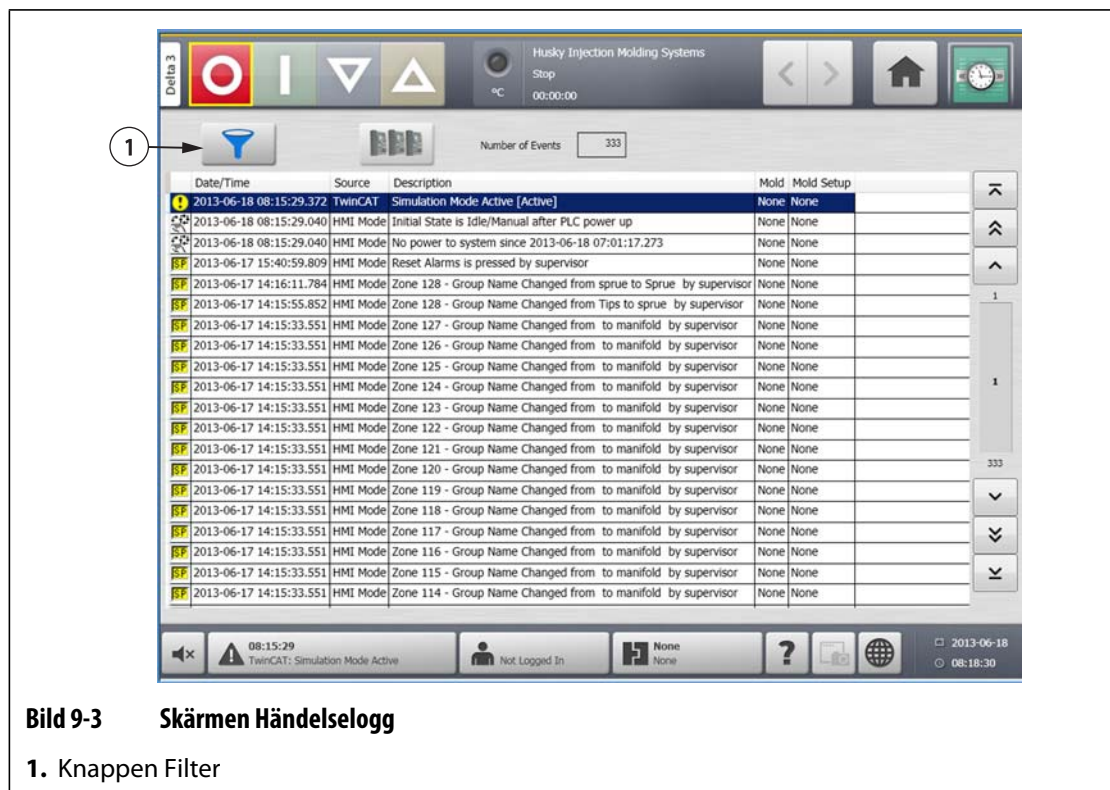 Delta 3
Husky Injection Molding Systems
Stop
°C
00:00:00
1
Number of Events 333
Date/Time Source Description Mold Mold Setup
2013-06-18 08:15:29.372 TwinCAT Simulation Mode Active [Active] None None
2013-06-18 08:15:29.040 HMI Mode Initial State is Idle/Manual after PLC power up None None
2013-06-18 08:15:29.040 HMI Mode No power to system since 2013-06-18 07:01:17.273 None None
SP 2013-06-17 15:40:59.809 HMI Mode Reset Alarms is pressed by supervisor None None
SP 2013-06-17 14:16:11.784 HMI Mode Zone 128 - Group Name Changed from sprue to Sprue by supervisor None None
SP 2013-06-17 14:15:55.852 HMI Mode Zone 128 - Group Name Changed from Tips to sprue by supervisor None None
SP 2013-06-17 14:15:33.551 HMI Mode Zone 127 - Group Name Changed from to manifold by supervisor None None
SP 2013-06-17 14:15:33.551 HMI Mode Zone 126 - Group Name Changed from to manifold by supervisor None None
SP 2013-06-17 14:15:33.551 HMI Mode Zone 125 - Group Name Changed from to manifold by supervisor None None
SP 2013-06-17 14:15:33.551 HMI Mode Zone 124 - Group Name Changed from to manifold by supervisor None None
SP 2013-06-17 14:15:33.551 HMI Mode Zone 123 - Group Name Changed from to manifold by supervisor None None
SP 2013-06-17 14:15:33.551 HMI Mode Zone 122 - Group Name Changed from to manifold by supervisor None None
SP 2013-06-17 14:15:33.551 HMI Mode Zone 121 - Group Name Changed from to manifold by supervisor None None
SP 2013-06-17 14:15:33.551 HMI Mode Zone 120 - Group Name Changed from to manifold by supervisor None None
SP 2013-06-17 14:15:33.551 HMI Mode Zone 119 - Group Name Changed from to manifold by supervisor None None
SP 2013-06-17 14:15:33.551 HMI Mode Zone 118 - Group Name Changed from to manifold by supervisor None None
SP 2013-06-17 14:15:33.551 HMI Mode Zone 117 - Group Name Changed from to manifold by supervisor None None
SP 2013-06-17 14:15:33.551 HMI Mode Zone 116 - Group Name Changed from to manifold by supervisor None None
SP 2013-06-17 14:15:33.551 HMI Mode Zone 115 - Group Name Changed from to manifold by supervisor None None
SP 2013-06-17 14:15:33.551 HMI Mode Zone 114 - Group Name Changed from to manifold by supervisor None None
1
1
333
08:15:29
TwinCAT: Simulation Mode Active
Not Logged In
None
None
?
2013-06-18
08:18:30
Bild 9-3 Skärmen Händelselogg
1. Knappen Filter